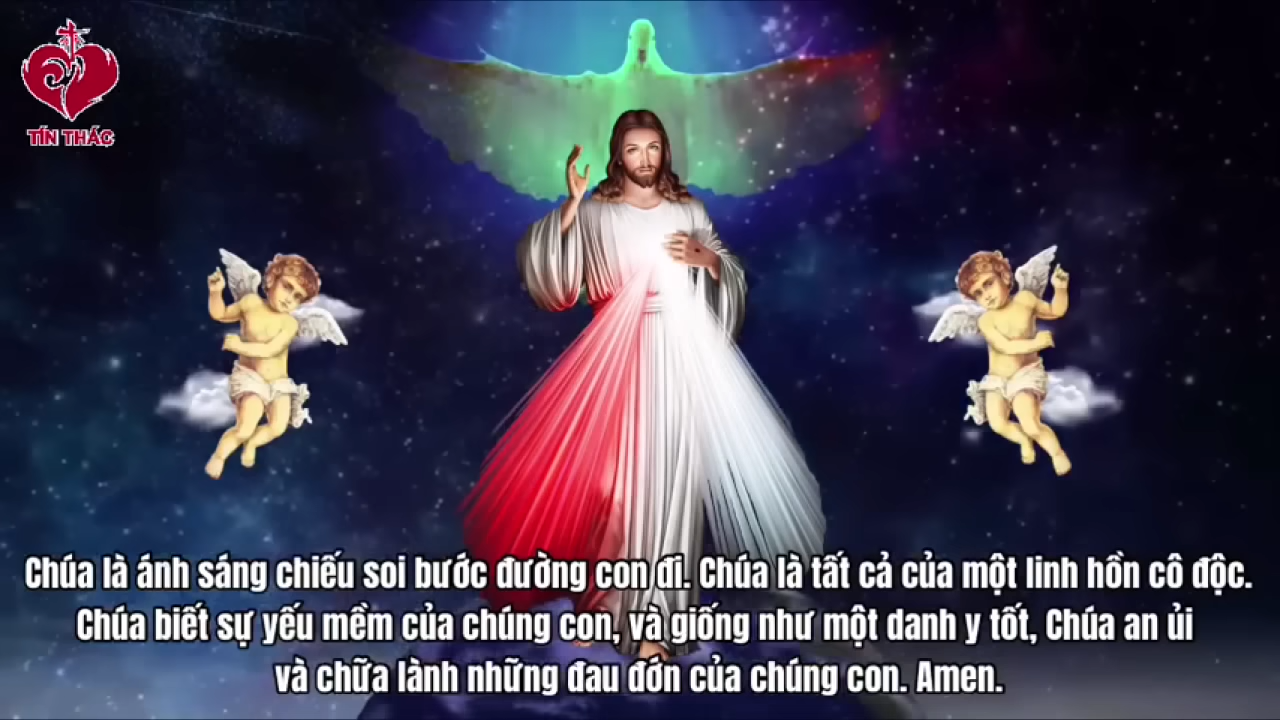 TÍN THÁC
Chúa là ánh sáng chiếu soi bước đường con đi. Chúa là tất cả của một linh hồn cô độc.
Chúa biết sự yếu mềm của chúng con, và giống như một danh y tốt, Chúa an ủi
và chữa lành những đau đớn của chúng con. Amen.